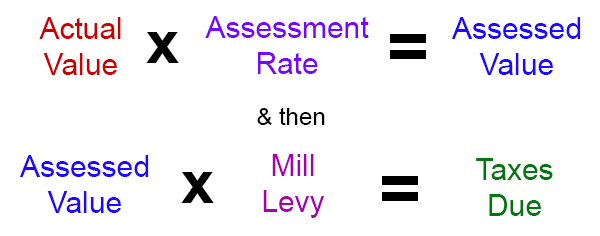 Actual Value x Assessment Rate = Assessed Value
& then
Assessed Value x Mill Levy = Taxes Due